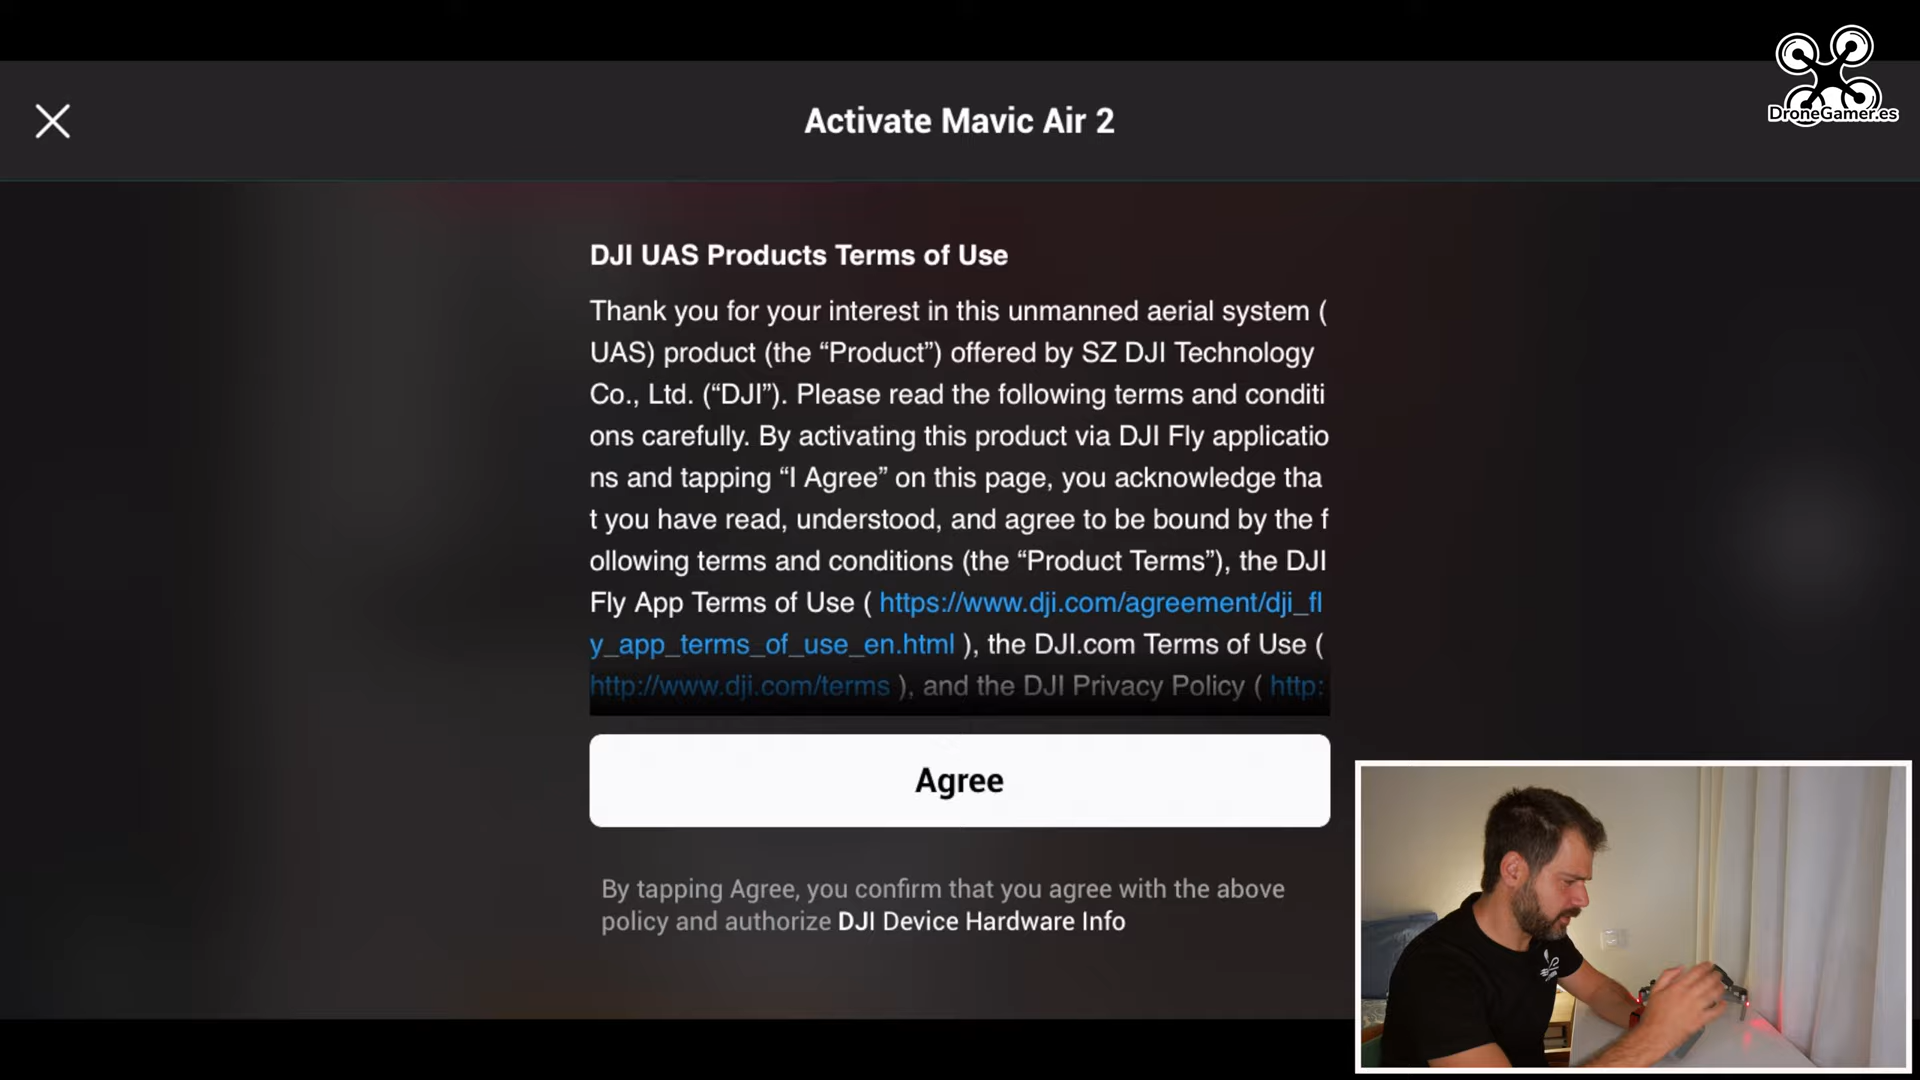 DroneGamer.es
Activate Mavic Air 2
DJI UAS Products Terms of Use
Thank you for your interest in this unmanned aerial system (
UAS) product (the “Product”) offered by SZ DJI Technology
Co., Ltd. (“DJI”). Please read the following terms and conditi
ons carefully. By activating this product via DJI Fly applicatio
ns and tapping “I Agree” on this page, you acknowledge tha
t you have read, understood, and agree to be bound by the f
ollowing terms and conditions (the “Product Terms”), the DJI
Fly App Terms of Use ( https://www.dji.com/agreement/dji_fl
y_app_terms_of_use_en.html ), the DJI.com Terms of Use (
http://www.dji.com/terms ), and the DJI Privacy Policy ( http:
Agree
By tapping Agree, you confirm that you agree with the above
policy and authorize DJI Device Hardware Info